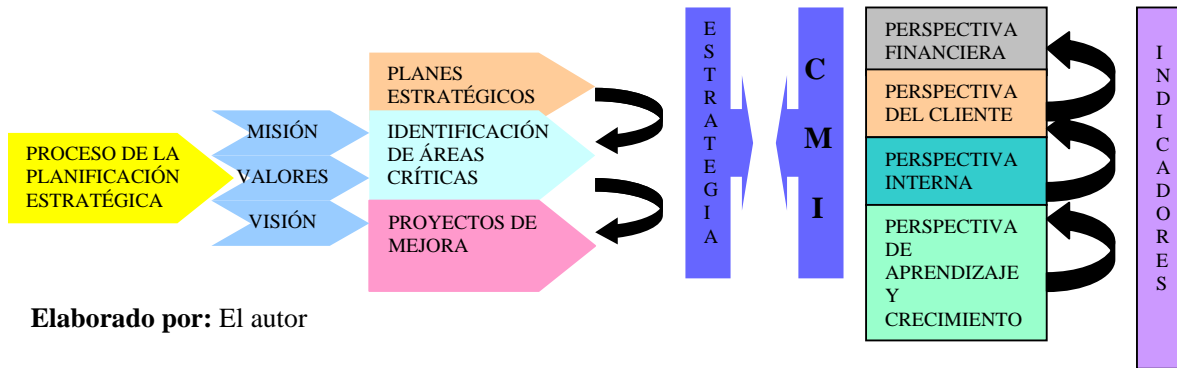 PROCESO DE LA
PLANIFICACIÓN
ESTRATÉGICA
MISIÓN
VALORES
VISIÓN
PLANES
ESTRATÉGICOS
IDENTIFICACIÓN
DE ÁREAS
CRÍTICAS
PROYECTOS DE
MEJORA
E
S
T
R
A
T
E
G
I
A
C
M
I
PERSPECTIVA
FINANCIERA
PERSPECTIVA
DEL CLIENTE
PERSPECTIVA
INTERNA
PERSPECTIVA
DE
APRENDIZAJE
Y
CRECIMIENTO
I
N
D
I
C
A
D
O
R
E
S
Elaborado por: El autor